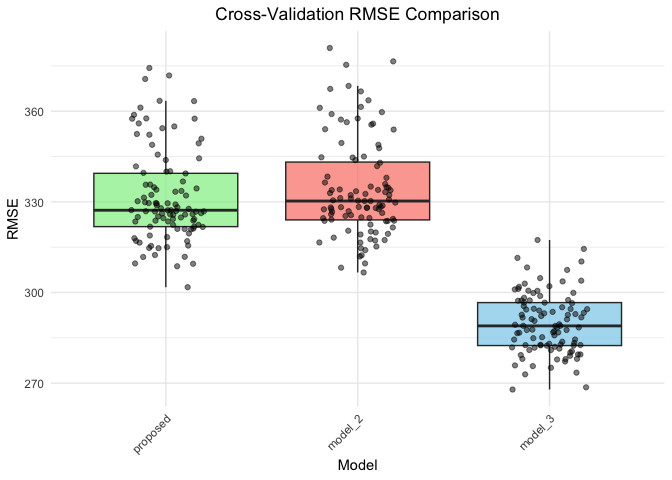 Cross-Validation RMSE Comparison
360
330
300
270
RMSE
proposed
model_2
model_3
Model